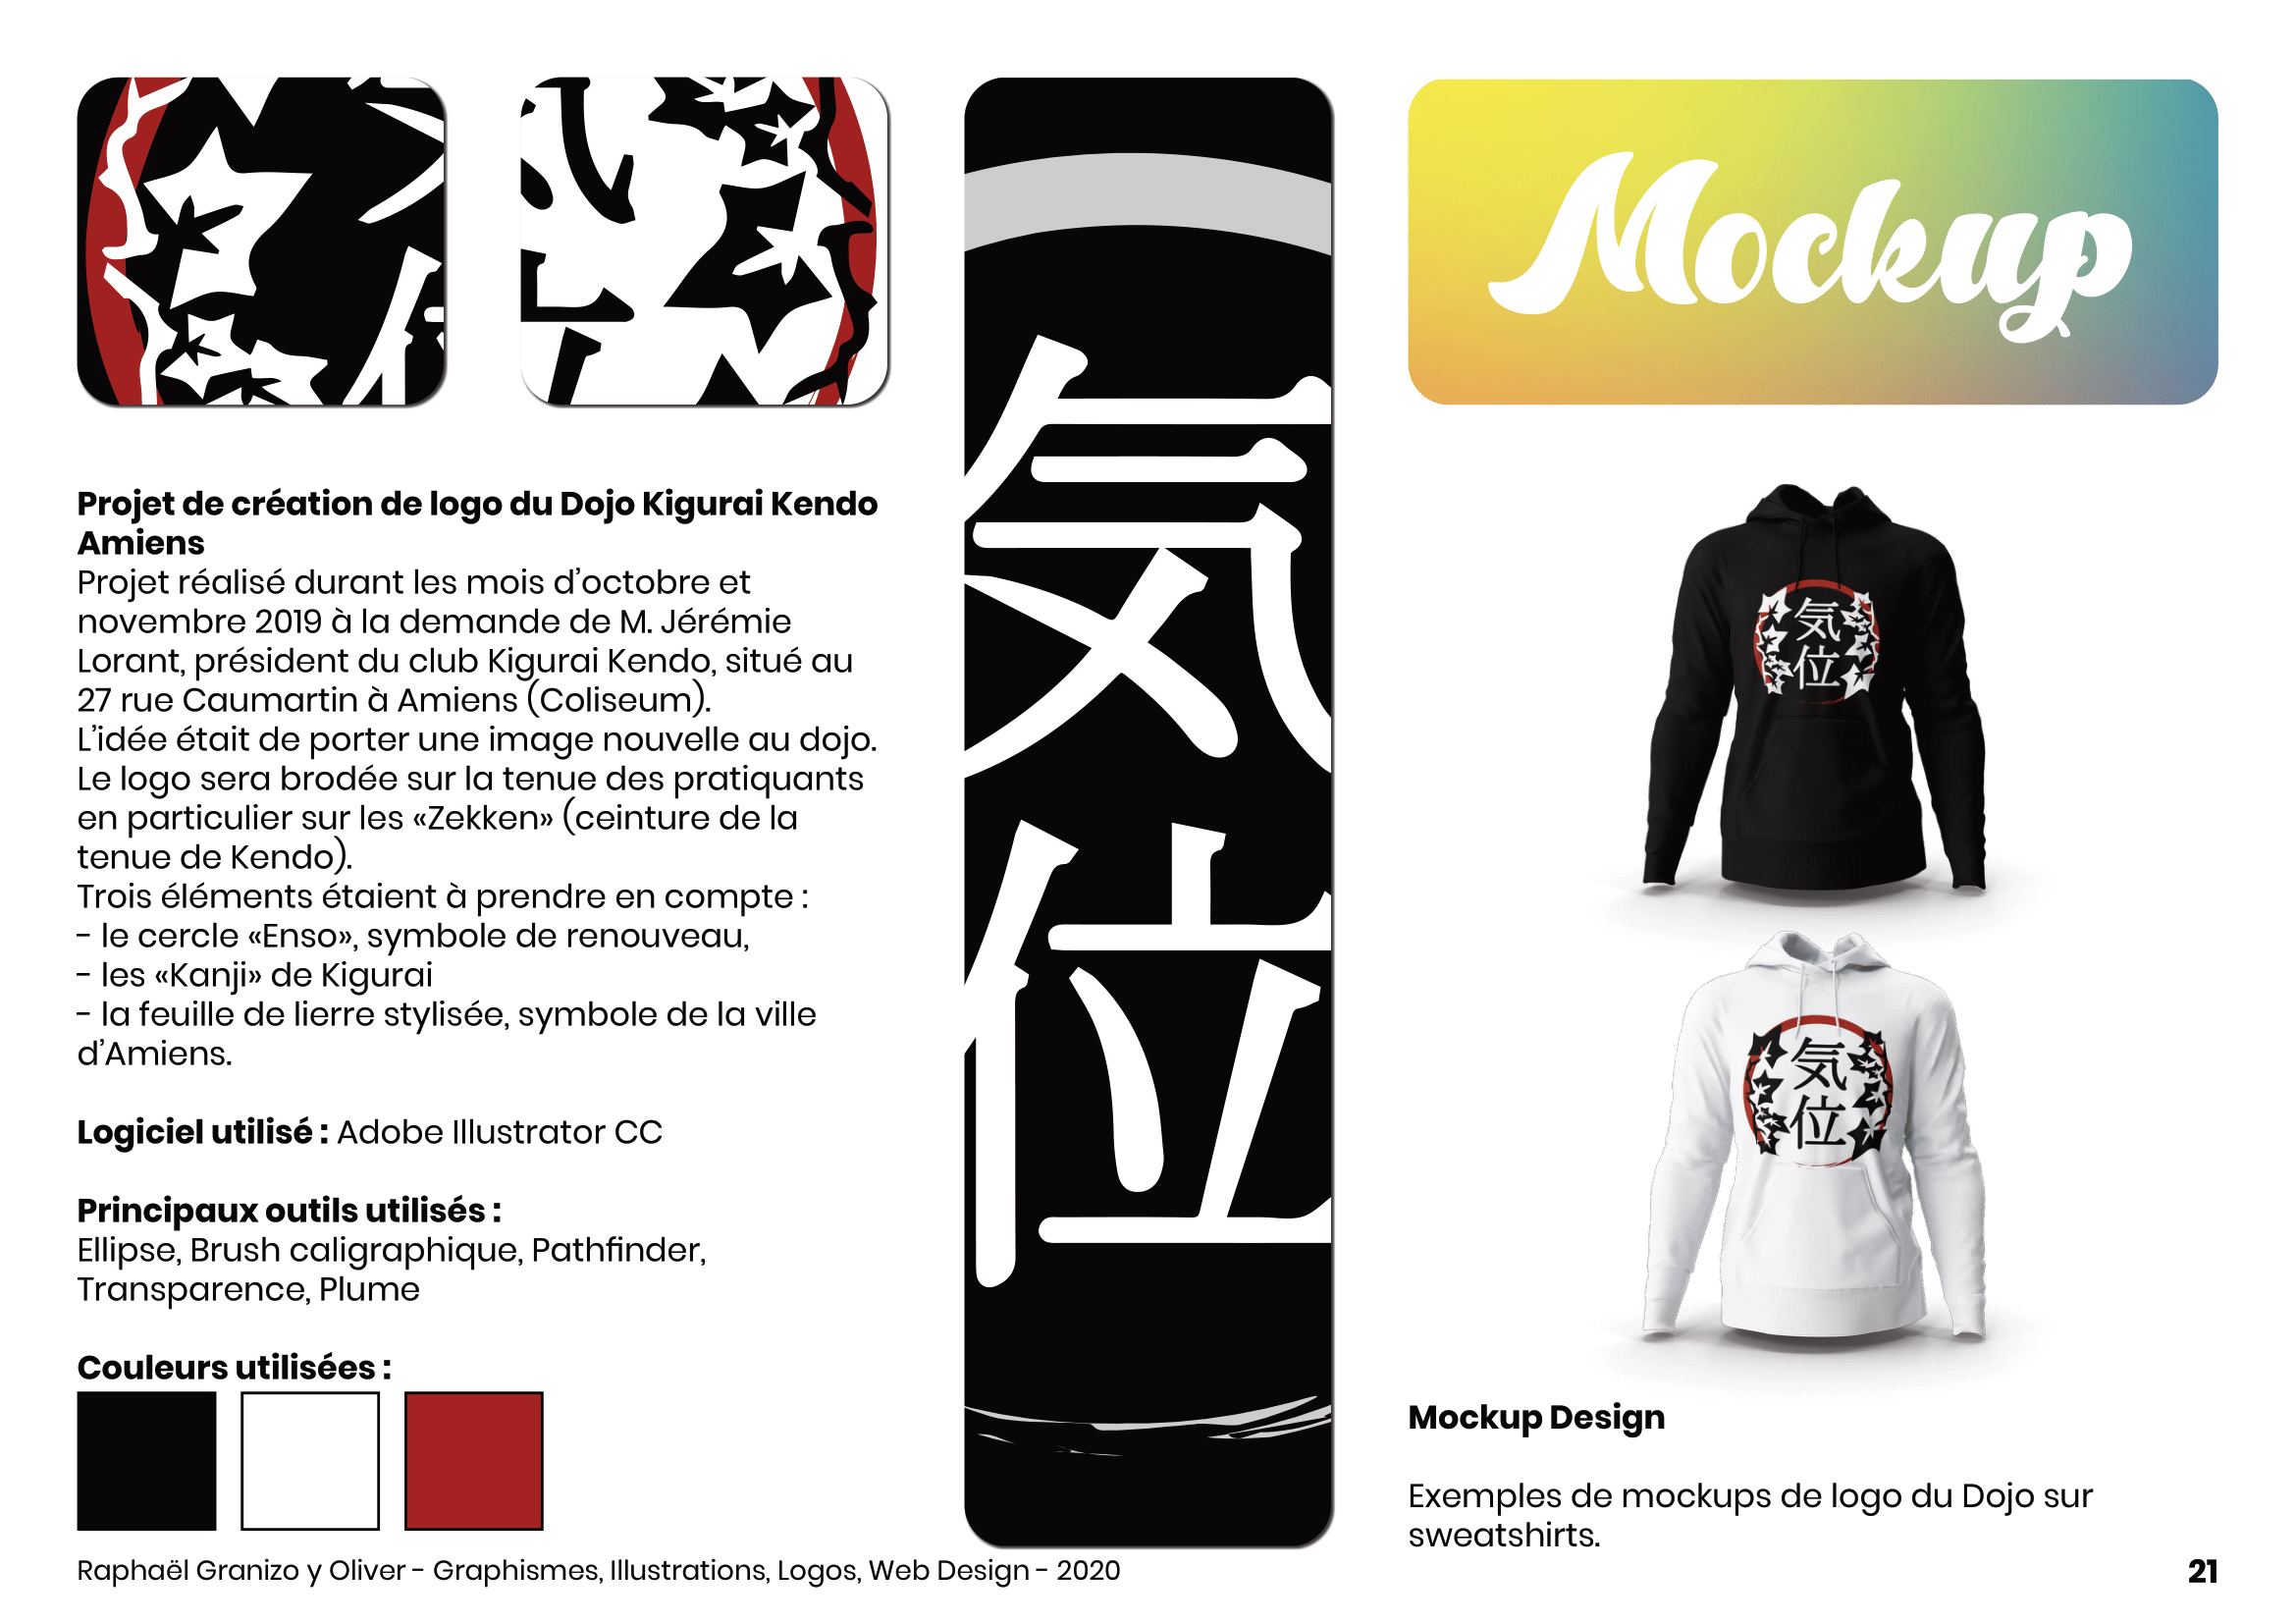 Projet de création de logo du Dojo Kigurai Kendo
Amiens
Projet réalisé durant les mois d’octobre et
novembre 2019 à la demande de M. Jérémie
Lorant, président du club Kigurai Kendo, situé au
27 rue Caumartin à Amiens (Coliseum).
L’idée était de porter une image nouvelle au dojo.
Le logo sera brodée sur la tenue des pratiquants
en particulier sur les «Zekken» (ceinture de la
tenue de Kendo).
Trois éléments étaient à prendre en compte :
- le cercle «Enso», symbole de renouveau,
- les «Kanji» de Kigurai
- la feuille de lierre stylisée, symbole de la ville
d’Amiens.
Logiciel utilisé : Adobe Illustrator CC
Principaux outils utilisés :
Ellipse, Brush caligraphique, Pathfinder,
Transparence, Plume
Couleurs utilisées :
気
位
Mockup
気
位
気
位
Mockup Design
Exemples de mockups de logo du Dojo sur
sweatshirts.
Raphaël Granizo y Oliver - Graphismes, Illustrations, Logos, Web Design - 2020
21